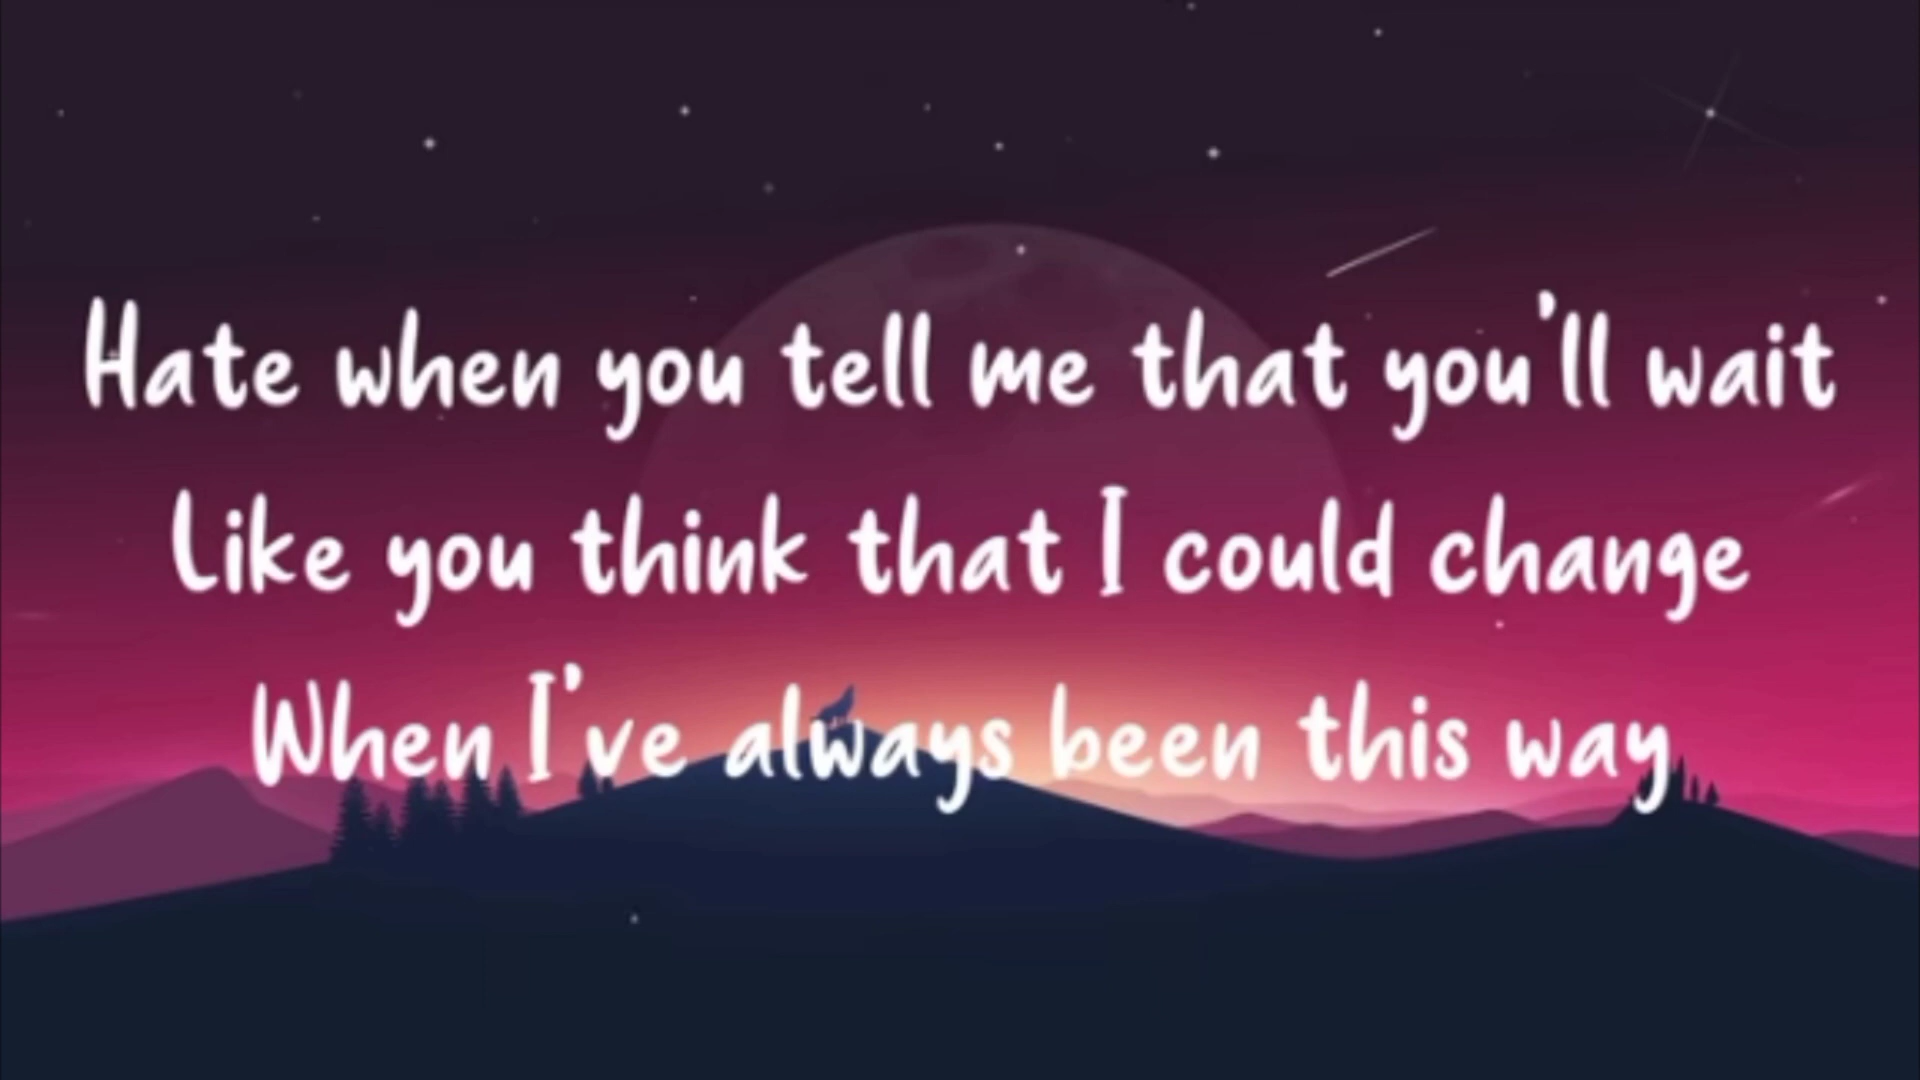 Hate when you tell me that you'll wait
Like you think that I could change
When I've always been this way